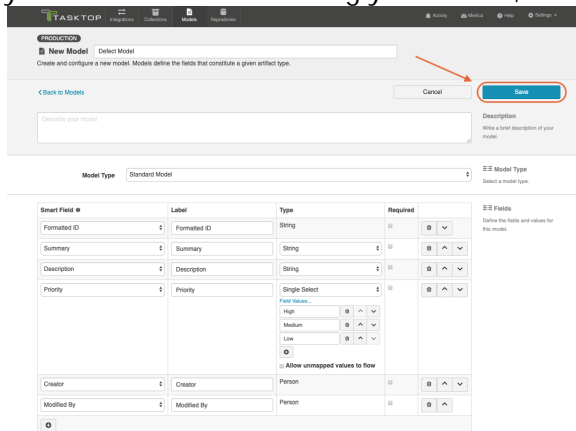 TASKTOP Integrations Collections Models Repositories Activity Metrics Help Settings
PRODUCTION
New Model Defect Model
Create and configure a new model. Models define the fields that constitute a given artifact type.
Back to Models Cancel Save
Describe your model
Description
Write a brief description of your
model.
Model Type Standard Model
Model Type
Select a model type.
Smart Field Label Type Required
Fields
Define the fields and values for
this model.
Formatted ID Formatted ID String
Summary Summary String
Description Description String
Priority Priority Single Select
Field Values...
High
Medium
Low
Allow unmapped values to flow
Creator Creator Person
Modified By Modified By Person